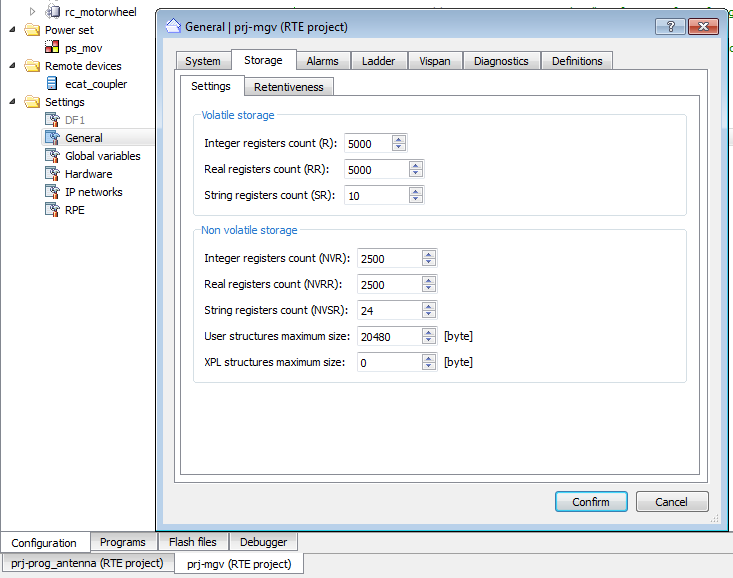 rc_motorwheel
Power set
ps_mov
Remote devices
ecat_coupler
Settings
DF1
General
Global variables
Hardware
IP networks
RPE
General | prj-mgv (RTE project)
System Storage Alarms Ladder Vispan Diagnostics Definitions
Settings Retentiveness
Volatile storage
Integer registers count (R): 5000
Real registers count (RR): 5000
String registers count (SR): 10
Non volatile storage
Integer registers count (NVR): 2500
Real registers count (NVRR): 2500
String registers count (NVSR): 24
User structures maximum size: 20480 [byte]
XPL structures maximum size: 0 [byte]
Confirm Cancel
Configuration Programs Flash files Debugger
prj-prog_antenna (RTE project) prj-mgv (RTE project)